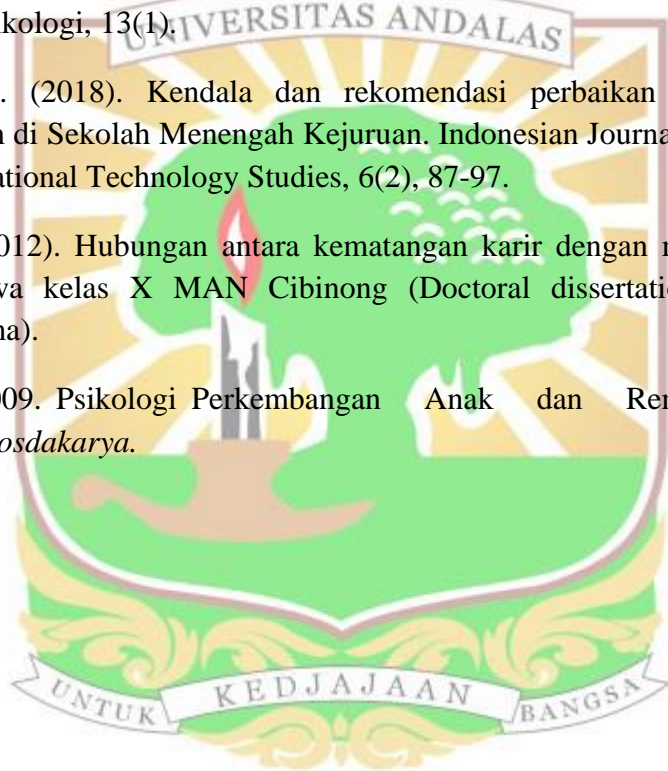 ikologi, 13(1).
UNIVERSITAS ANDALAS
. (2018). Kendala dan rekomendasi perbaikan
di Sekolah Menengah Kejuruan. Indonesian Journa
ational Technology Studies, 6(2), 87-97.
012). Hubungan antara kematangan karir dengan
va kelas X MAN Cibinong (Doctoral dissertatio
na).
009. Psikologi Perkembangan Anak dan Rem
osdakarya.
UNTUK KEDJAJAAN BANGSA